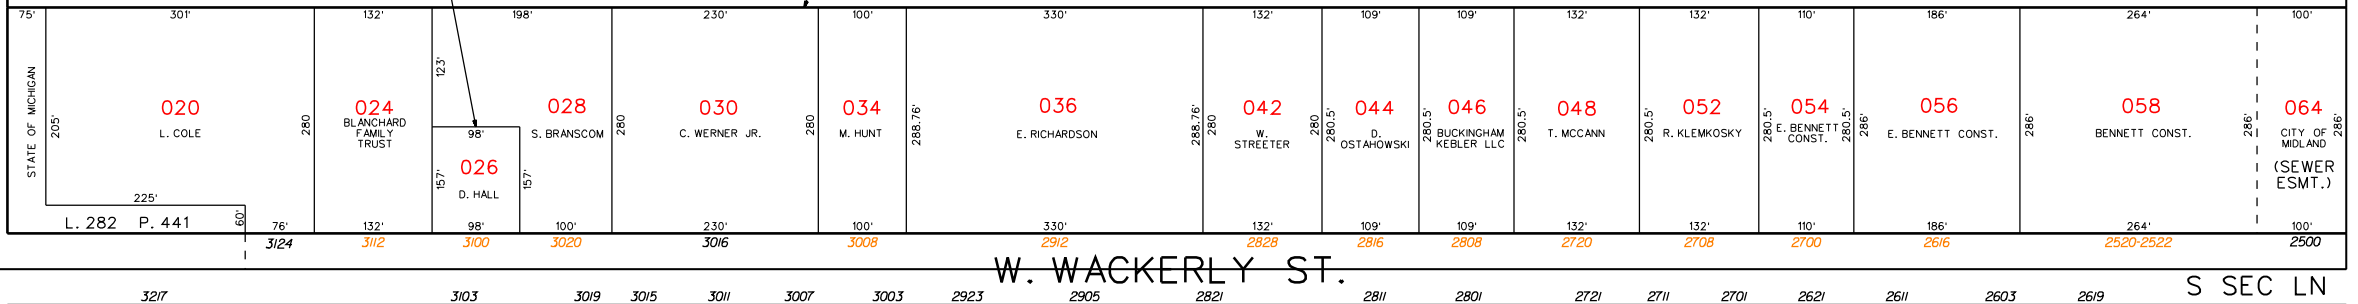 75' 301' 132' 198' 230' 100' 330' 132' 109' 109' 132' 132' 110' 186' 264' 100'
STATE OF MICHIGAN
205'
020
L. COLE
280
225'
L. 282 P. 441
60'
76'
024
BLANCHARD
FAMILY
TRUST
132'
123'
98'
157'
026
D. HALL
157'
98'
028
S. BRANSCOM
280
100'
030
C. WERNER JR.
280
230'
034
M. HUNT
100'
288.76'
036
E. RICHARDSON
288.76'
330'
280
042
W.
STREETER
280
132'
280.5'
044
D.
OSTAHOWSKI
109'
280.5'
046
BUCKINGHAM
KEBLER LLC
109'
280.5'
048
T. MCCANN
132'
280.5'
052
R. KLEMKOSKY
132'
280.5'
054
E. BENNETT
CONST.
280.5'
110'
286'
056
E. BENNETT CONST.
186'
286'
058
BENNETT CONST.
286'
264'
064
CITY OF
MIDLAND
(SEWER
ESMT.)
286'
100'
3124 3112 3100 3020 3016 3008 2912 2828 2816 2808 2720 2708 2700 2616 2520-2522 2500
W. WACKERLY ST.
S SEC LN
3217 3103 3019 3015 3011 3007 3003 2923 2905 2821 2811 2801 2721 2711 2701 2621 2611 2603 2619